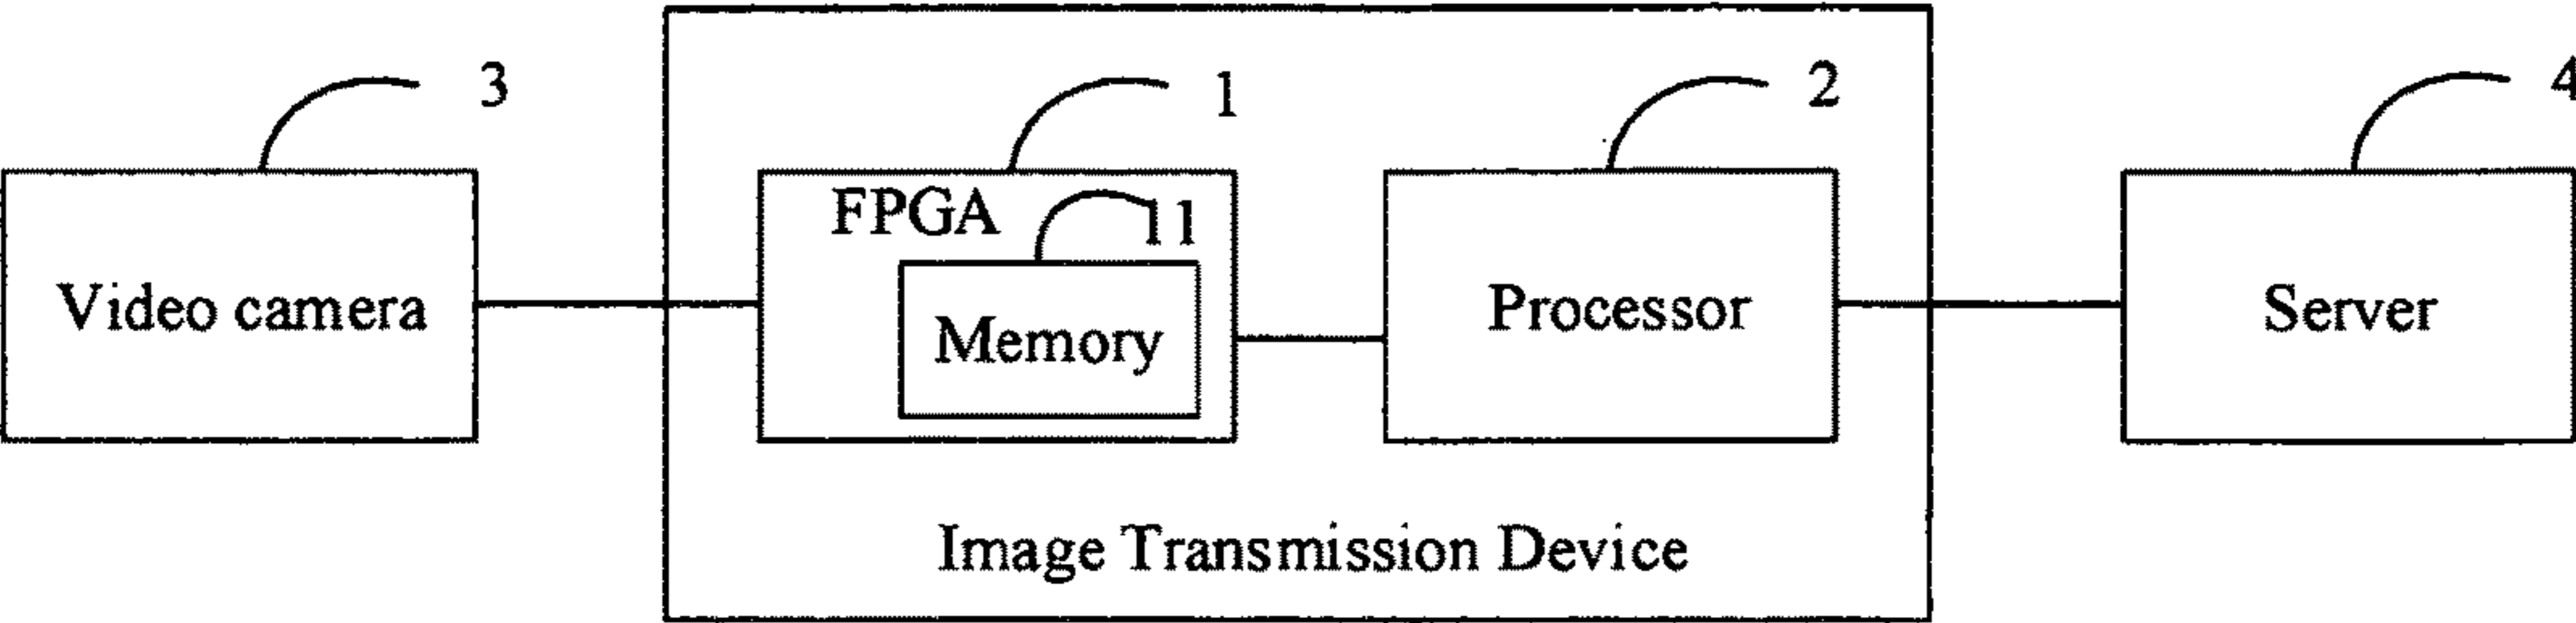 3
1
2
4
FPGA
11
Video camera
Memory
Processor
Server
Image Transmission Device